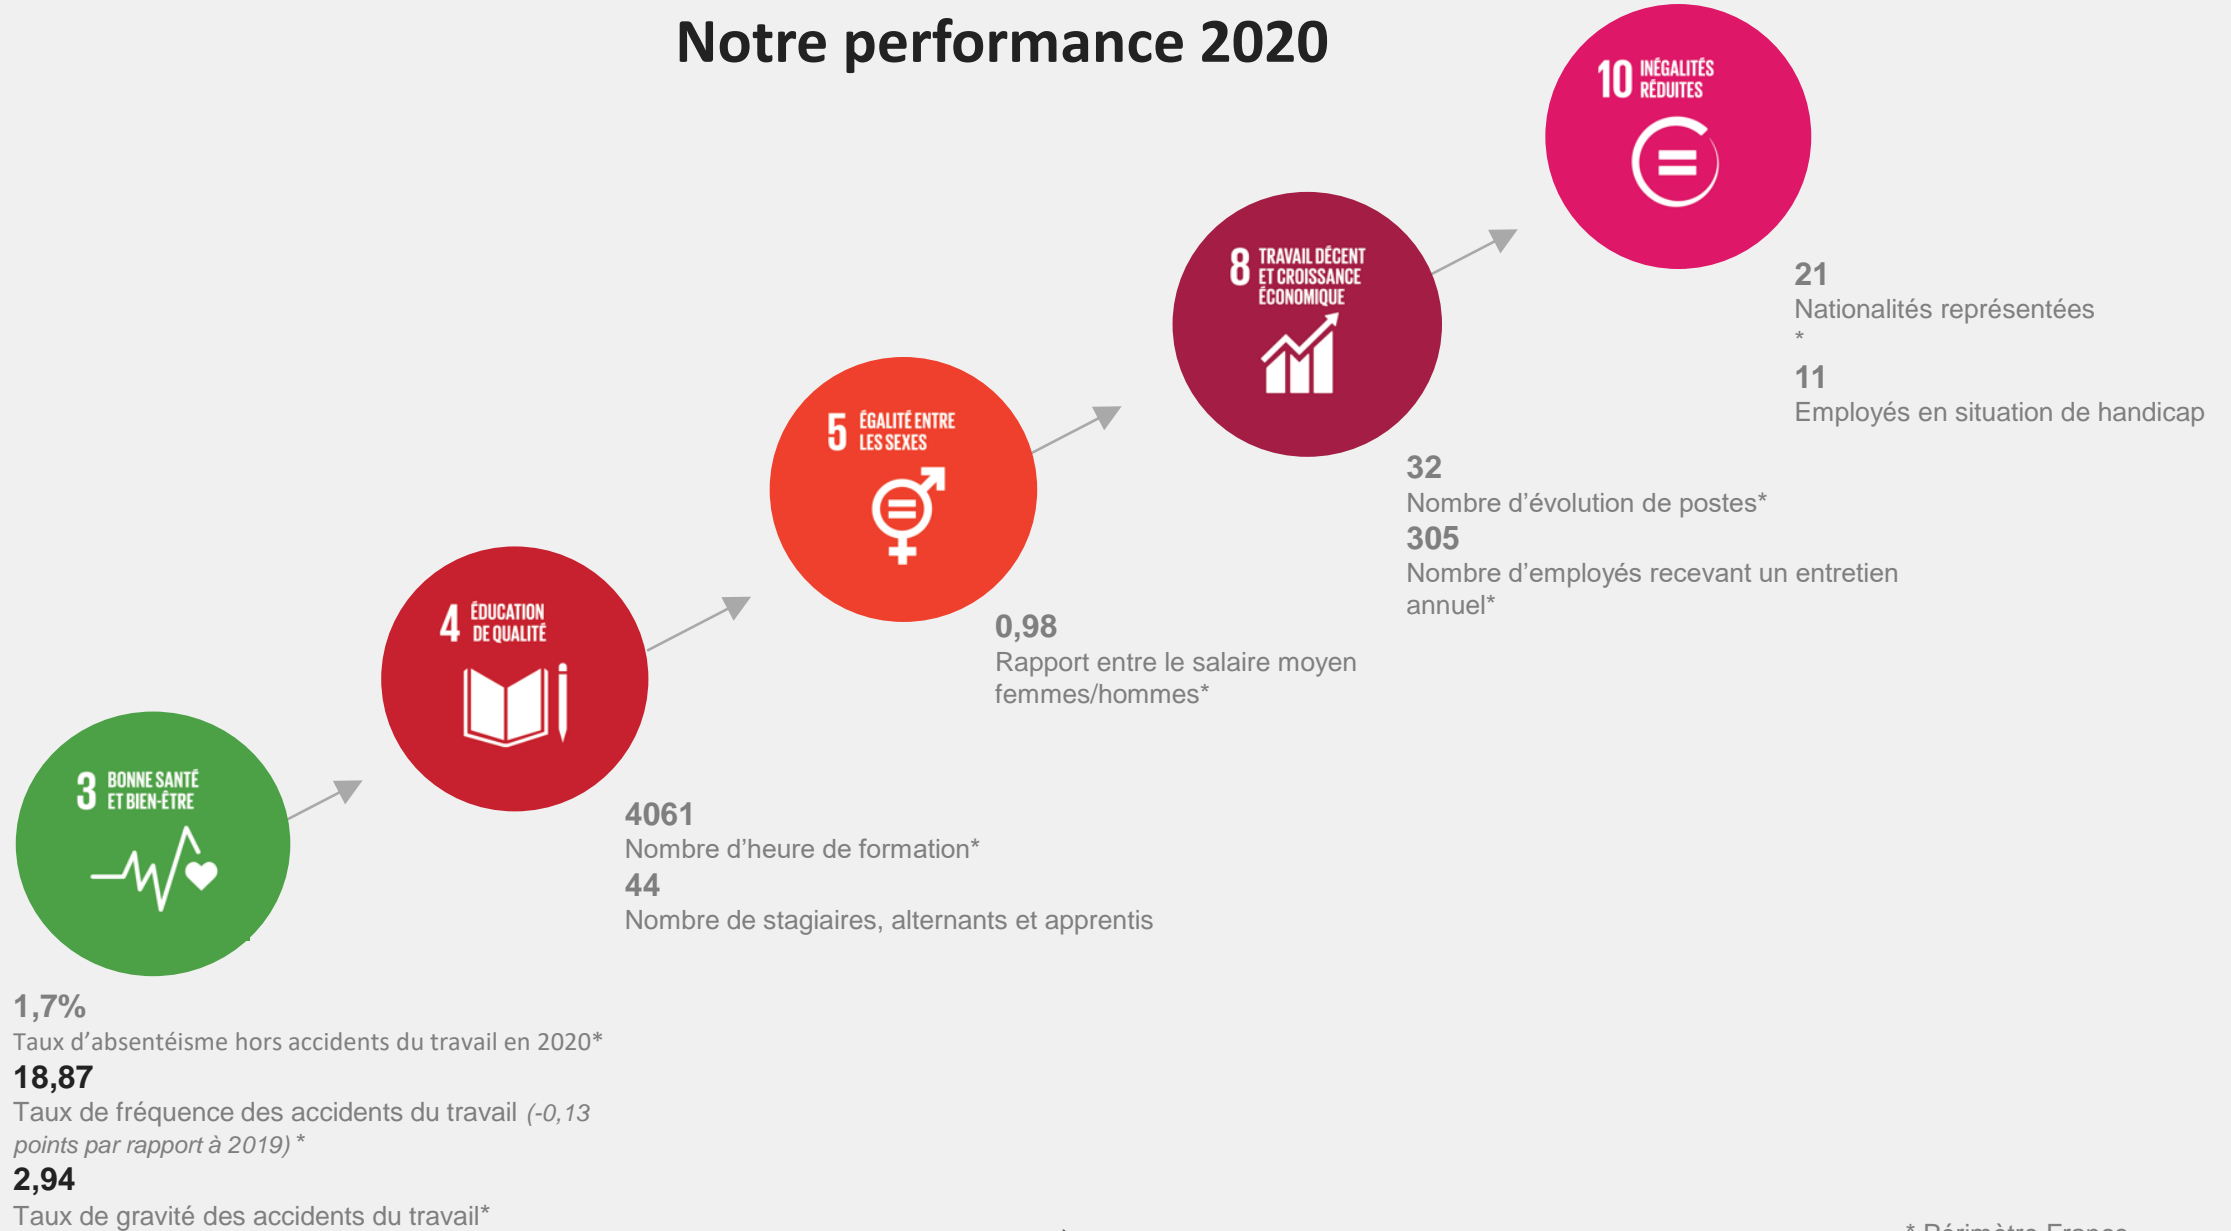 Notre performance 2020
10 INÉGALITÉS
RÉDUITES
21
Nationalités représentées
*
11
Employés en situation de handicap
8 TRAVAIL DÉCENT
ET CROISSANCE
ÉCONOMIQUE
32
Nombre d’évolution de postes*
305
Nombre d’employés recevant un entretien
annuel*
5 ÉGALITÉ ENTRE
LES SEXES
0,98
Rapport entre le salaire moyen
femmes/hommes*
4 ÉDUCATION
DE QUALITÉ
4061
Nombre d’heure de formation*
44
Nombre de stagiaires, alternants et apprentis
3 BONNE SANTÉ
ET BIEN-ÊTRE
1,7%
Taux d’absentéisme hors accidents du travail en 2020*
18,87
Taux de fréquence des accidents du travail (-0,13
points par rapport à 2019) *
2,94
Taux de gravité des accidents du travail*
* Périmètre France